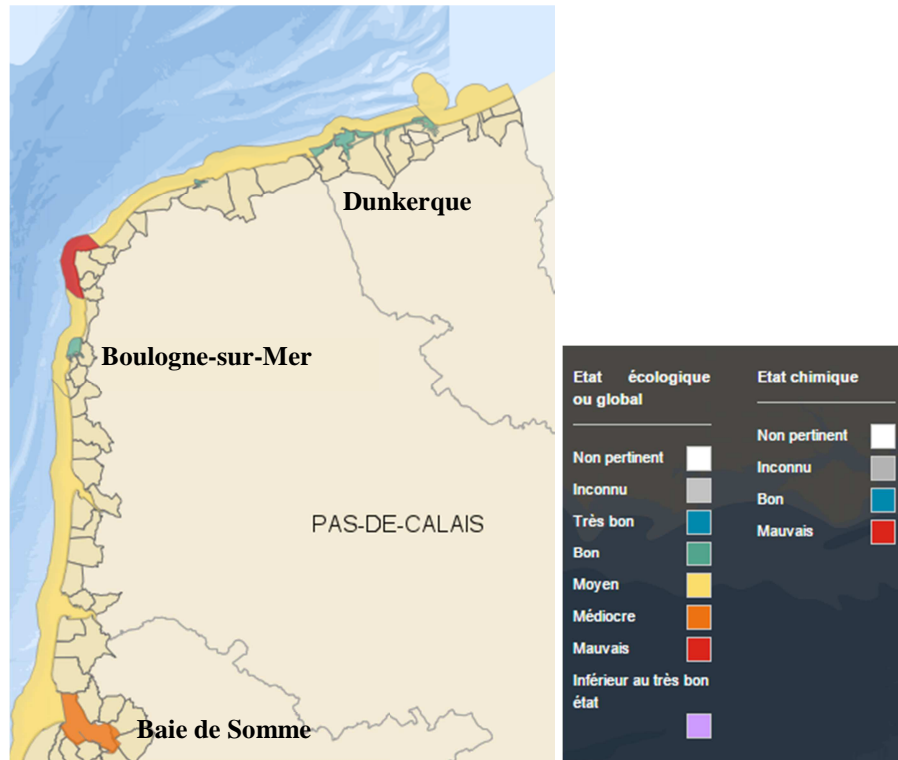 Dunkerque
Boulogne-sur-Mer
PAS-DE-CALAIS
Baie de Somme
Etat écologique
ou global
Non pertinent
Inconnu
Très bon
Bon
Moyen
Médiocre
Mauvais
Inférieur au très bon
état
Etat chimique
Non pertinent
Inconnu
Bon
Mauvais